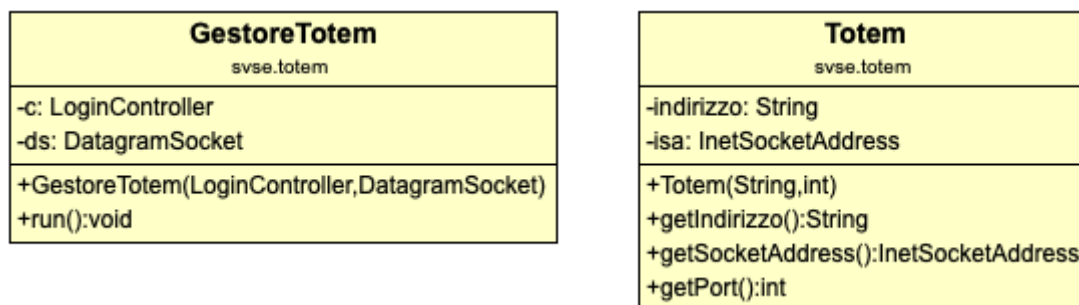 GestoreTotem
svse.totem
-c: LoginController
-ds: DatagramSocket
+GestoreTotem(LoginController,DatagramSocket)
+run():void
Totem
svse.totem
-indirizzo: String
-isa: InetSocketAddress
+Totem(String,int)
+getIndirizzo():String
+getSocketAddress():InetSocketAddress
+getPort():int